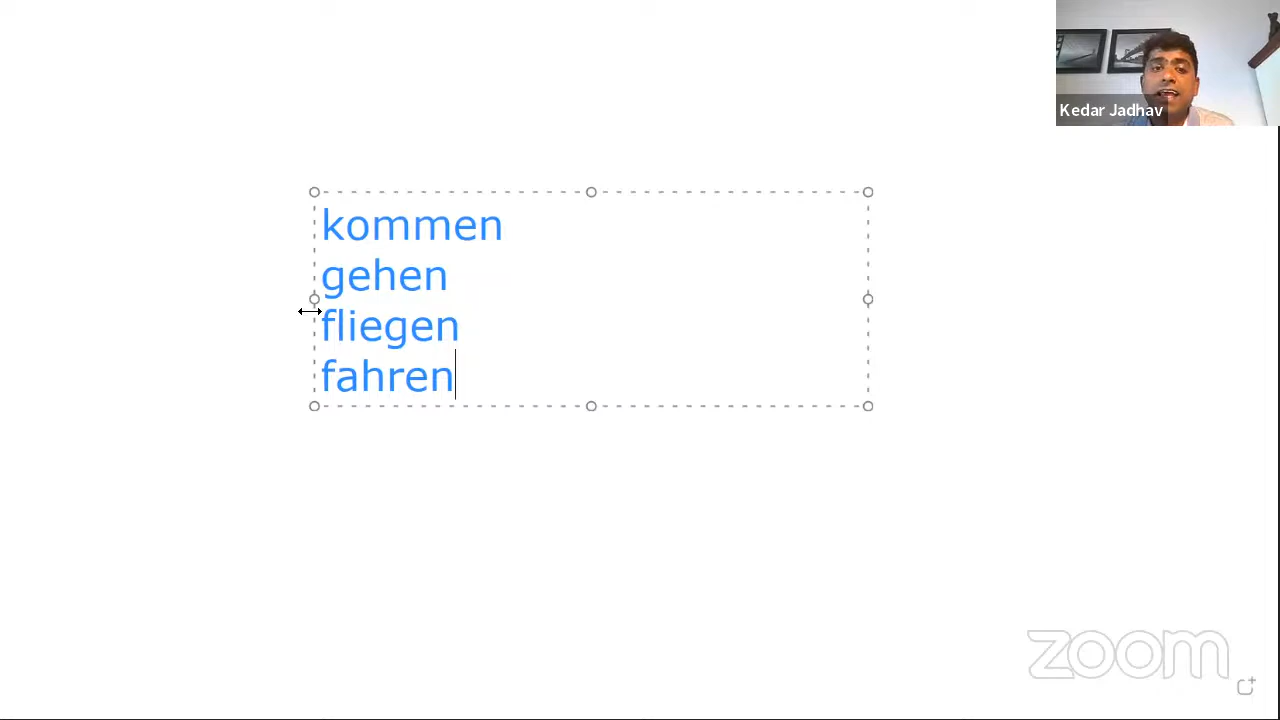 Kedar Jadhav
kommen
gehen
fliegen
fahren
zoom